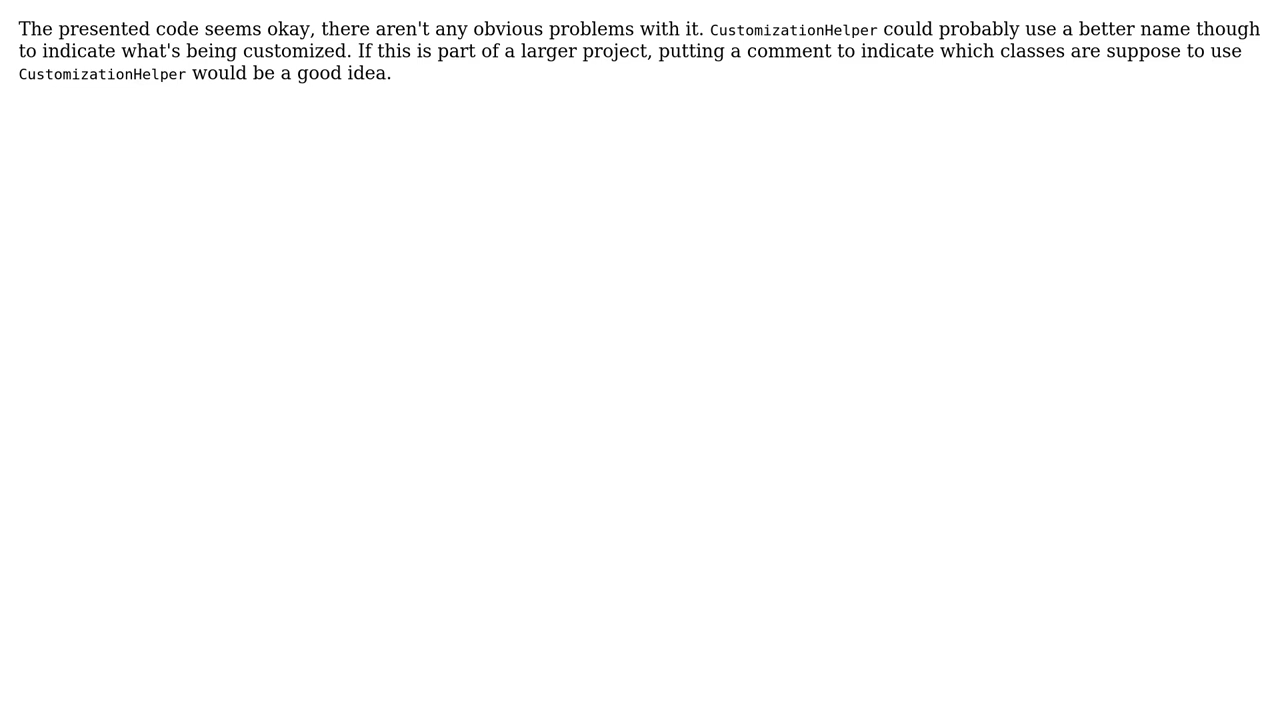 The presented code seems okay, there aren't any obvious problems with it. CustomizationHelper could probably use a better name though
to indicate what's being customized. If this is part of a larger project, putting a comment to indicate which classes are suppose to use
CustomizationHelper would be a good idea.